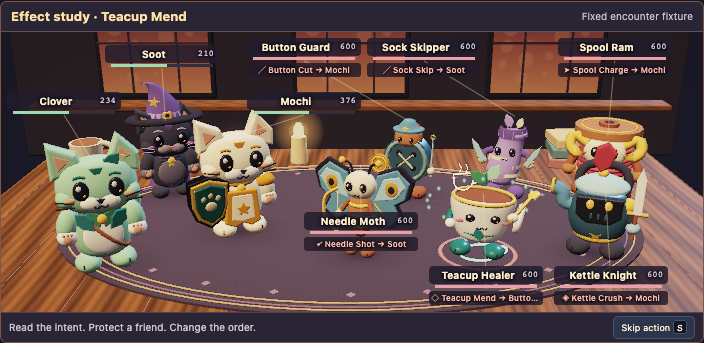 Effect study · Teacup Mend
Fixed encounter fixture
Soot 210
Button Guard 600
⟋ Button Cut → Mochi
Sock Skipper 600
⟋ Sock Skip → Soot
Spool Ram 600
➤ Spool Charge → Mochi
Clover 234
Mochi 376
Needle Moth 600
➶ Needle Shot → Soot
Teacup Healer 600
◇ Teacup Mend → Butto…
Kettle Knight 600
◈ Kettle Crush → Mochi
Read the intent. Protect a friend. Change the order.
Skip action S